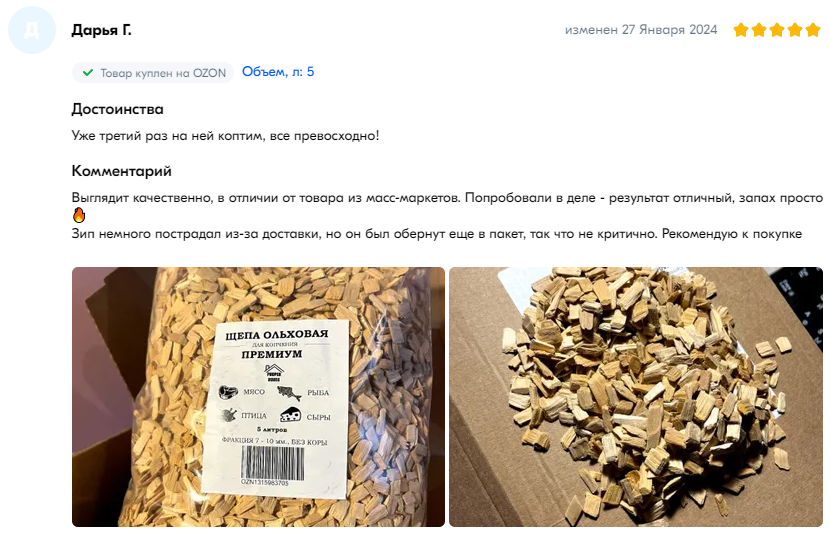 Д
Дарья Г.
изменен 27 Января 2024
Товар куплен на OZON
Объем, л: 5
Достоинства
Уже третий раз на ней коптим, все превосходно!
Комментарий
Выглядит качественно, в отличии от товара из масс-маркетов. Попробовали в деле - результат отличный, запах просто
🔥
Зип немного пострадал из-за доставки, но он был обернут еще в пакет, так что не критично. Рекомендую к покупке
ЩЕПА ОЛЬХОВАЯ
ДЛЯ КОПЧЕНИЯ
ПРЕМИУМ
МЯСО
РЫБА
ПТИЦА
СЫРЫ
5 литров
ФРАКЦИЯ 7 - 10 мм., БЕЗ КОРЫ
OZN1315983705